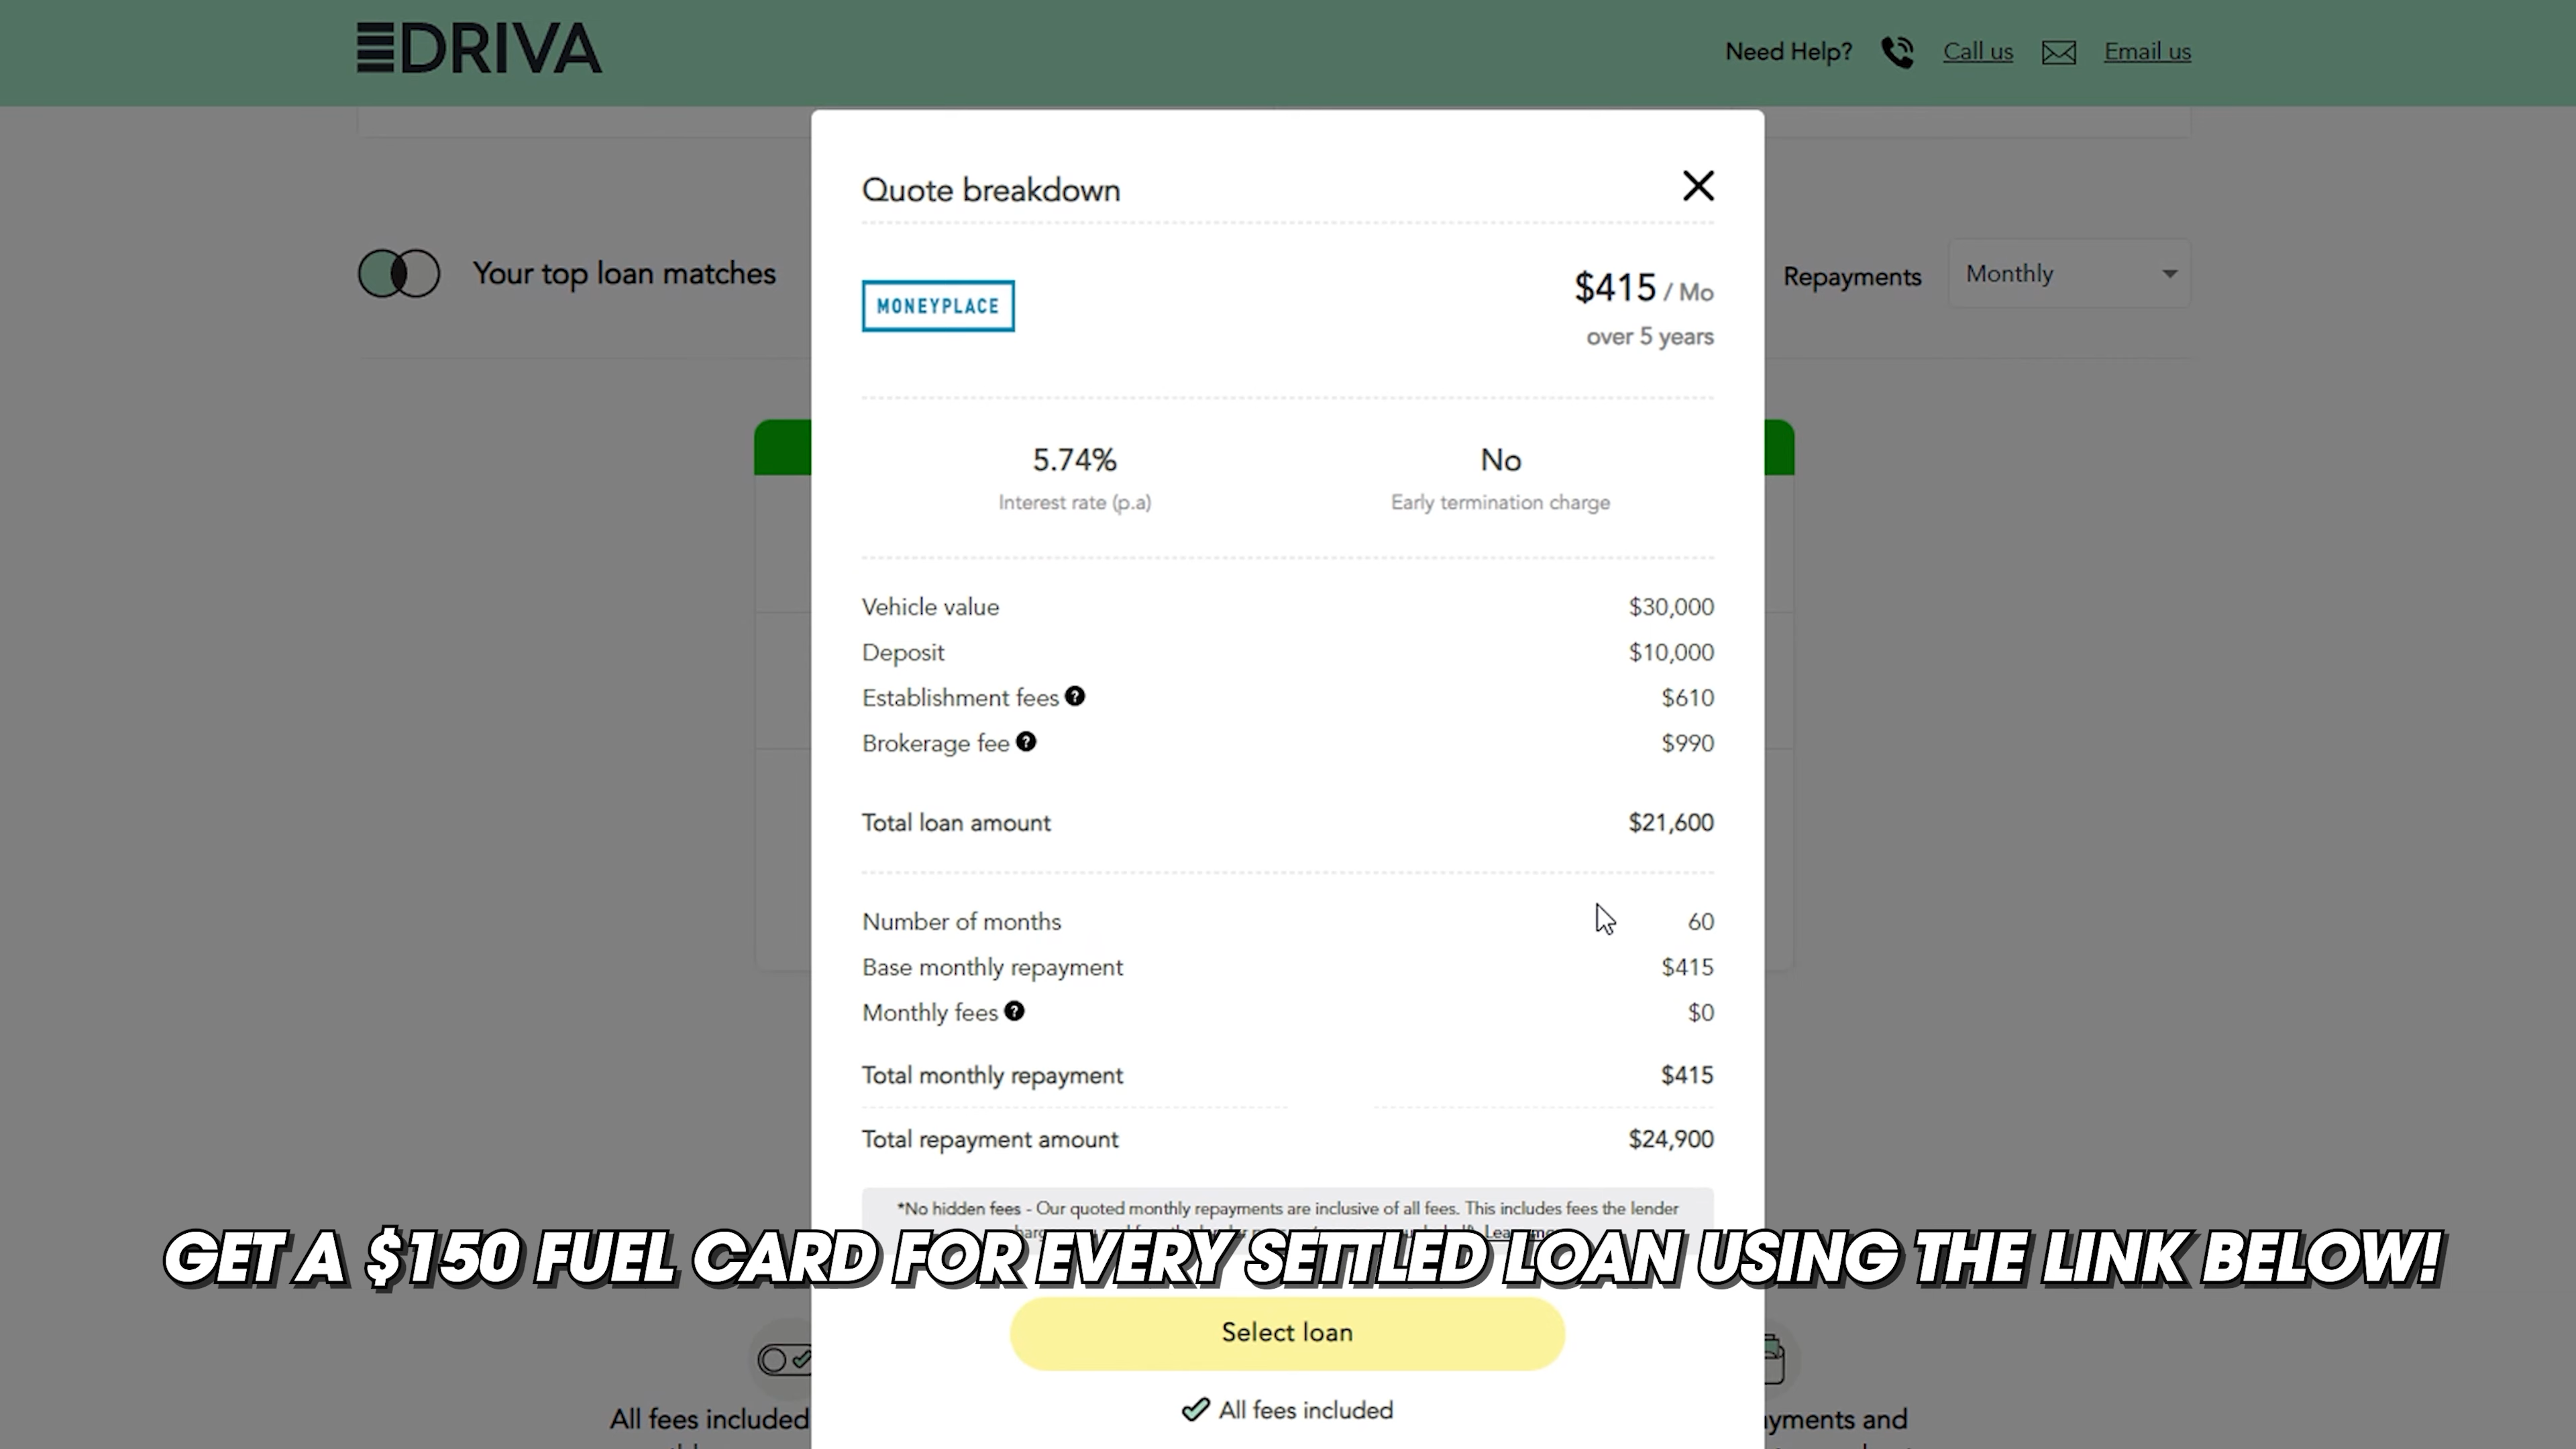 DRIVA
Need Help? Call us Email us
Quote breakdown
Your top loan matches
Repayments Monthly
MONEYPLACE
$415 / Mo
over 5 years
5.74% No
Interest rate (p.a) Early termination charge
Vehicle value $30,000
Deposit $10,000
Establishment fees ? $610
Brokerage fee ? $990
Total loan amount $21,600
Number of months 60
Base monthly repayment $415
Monthly fees ? $0
Total monthly repayment $415
Total repayment amount $24,900
*No hidden fees - Our quoted monthly repayments are inclusive of all fees. This includes fees the lender
GET A $150 FUEL CARD FOR EVERY SETTLED LOAN USING THE LINK BELOW!
Select loan
All fees included
All fees included
yments and